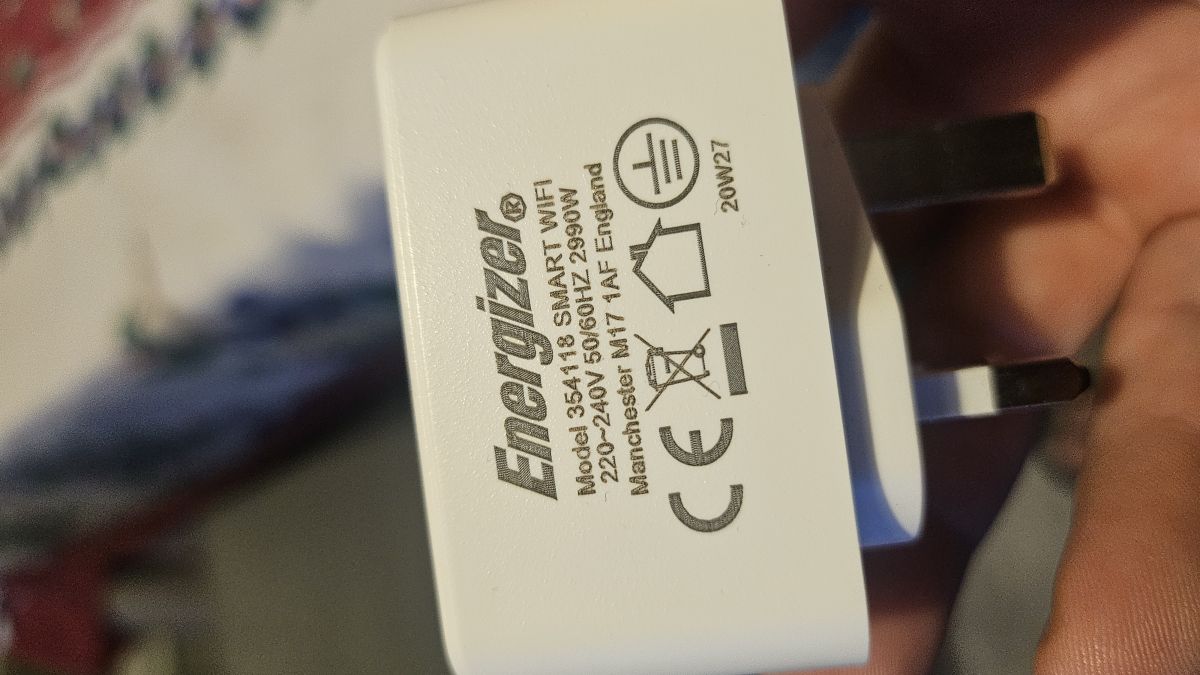 Energizer®
Model 354118 SMART WIFI
220~240V 50/60HZ 2990W
Manchester M17 1AF England
CE
20W27